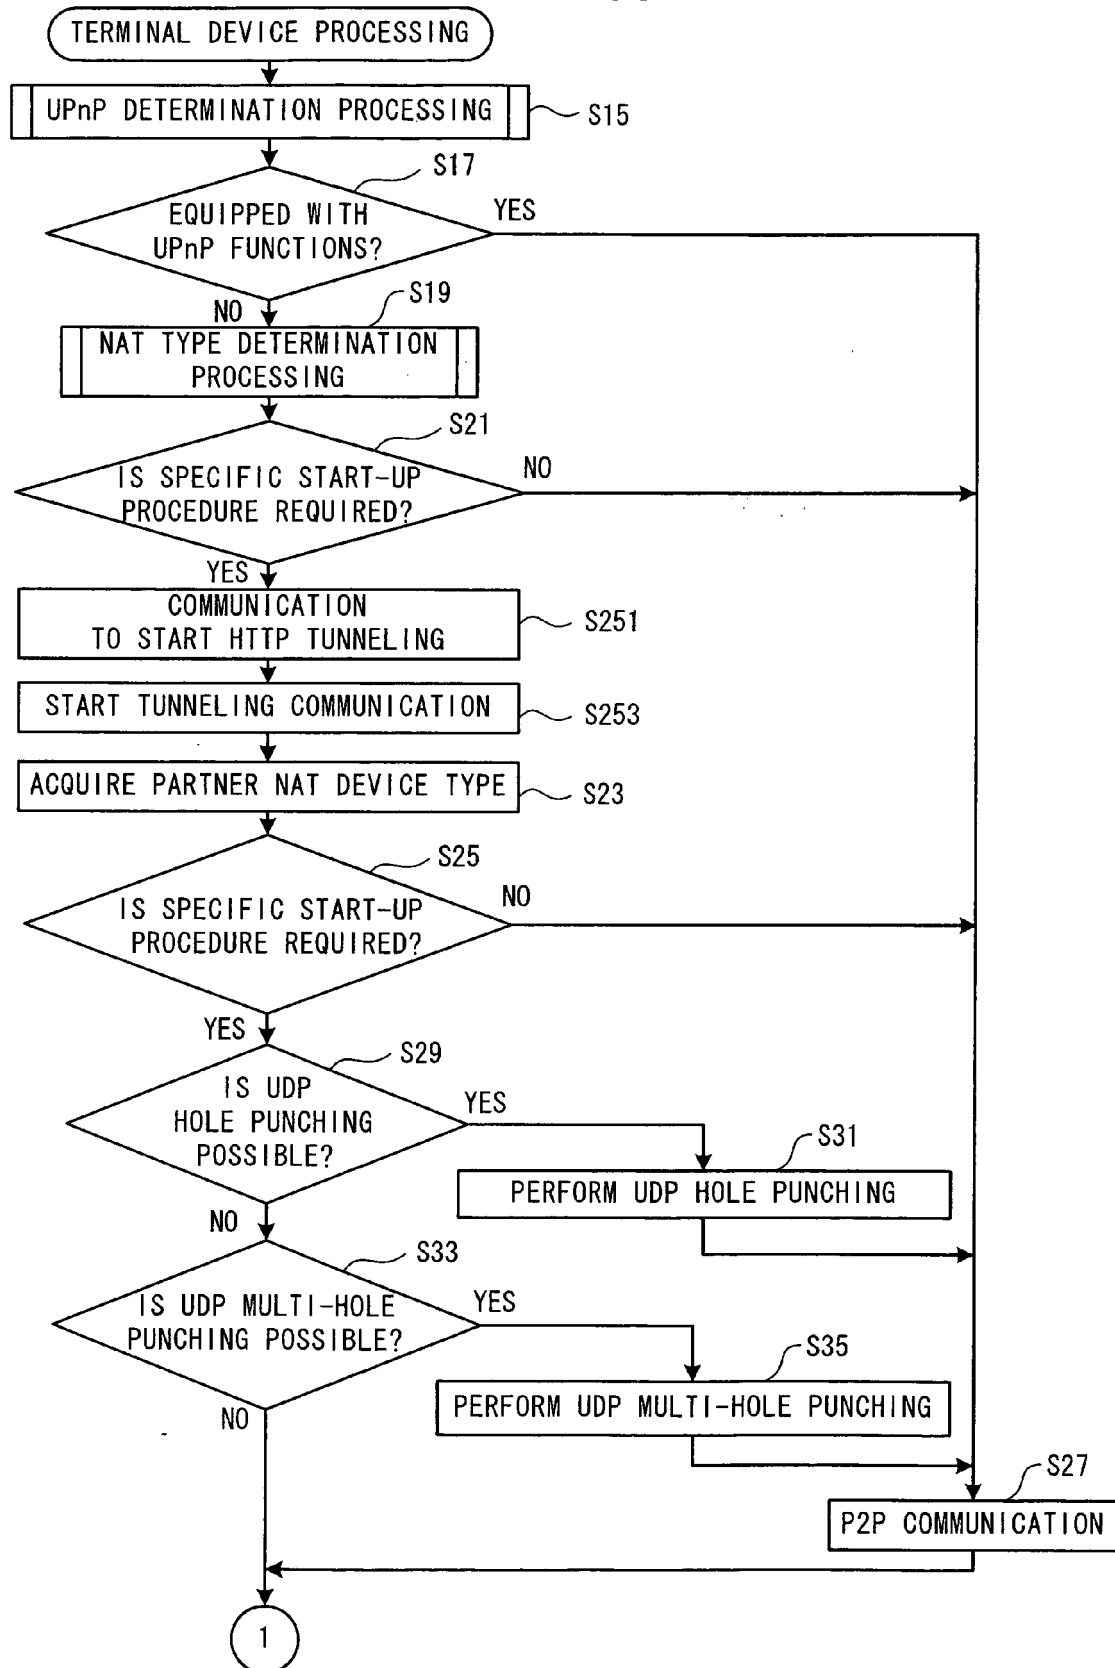 TERMINAL DEVICE PROCESSING
UPnP DETERMINATION PROCESSING
S15
S17
EQUIPPED WITH
UPnP FUNCTIONS?
YES
NO
S19
NAT TYPE DETERMINATION
PROCESSING
S21
IS SPECIFIC START-UP
PROCEDURE REQUIRED?
NO
YES
COMMUNICATION
TO START HTTP TUNNELING
S251
START TUNNELING COMMUNICATION
S253
ACQUIRE PARTNER NAT DEVICE TYPE
S23
S25
IS SPECIFIC START-UP
PROCEDURE REQUIRED?
NO
YES
S29
IS UDP
HOLE PUNCHING
POSSIBLE?
YES
S31
PERFORM UDP HOLE PUNCHING
NO
S33
IS UDP MULTI-HOLE
PUNCHING POSSIBLE?
YES
S35
PERFORM UDP MULTI-HOLE PUNCHING
NO
S27
P2P COMMUNICATION
1